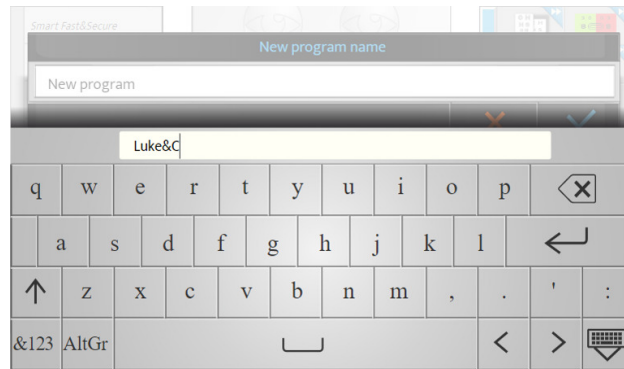 Smart Fast&Secure
New program name
New program
Luke&C
q w e r t y u i o p
a s d f g h j k l
z x c v b n m , . ' :
&123 AltGr < >